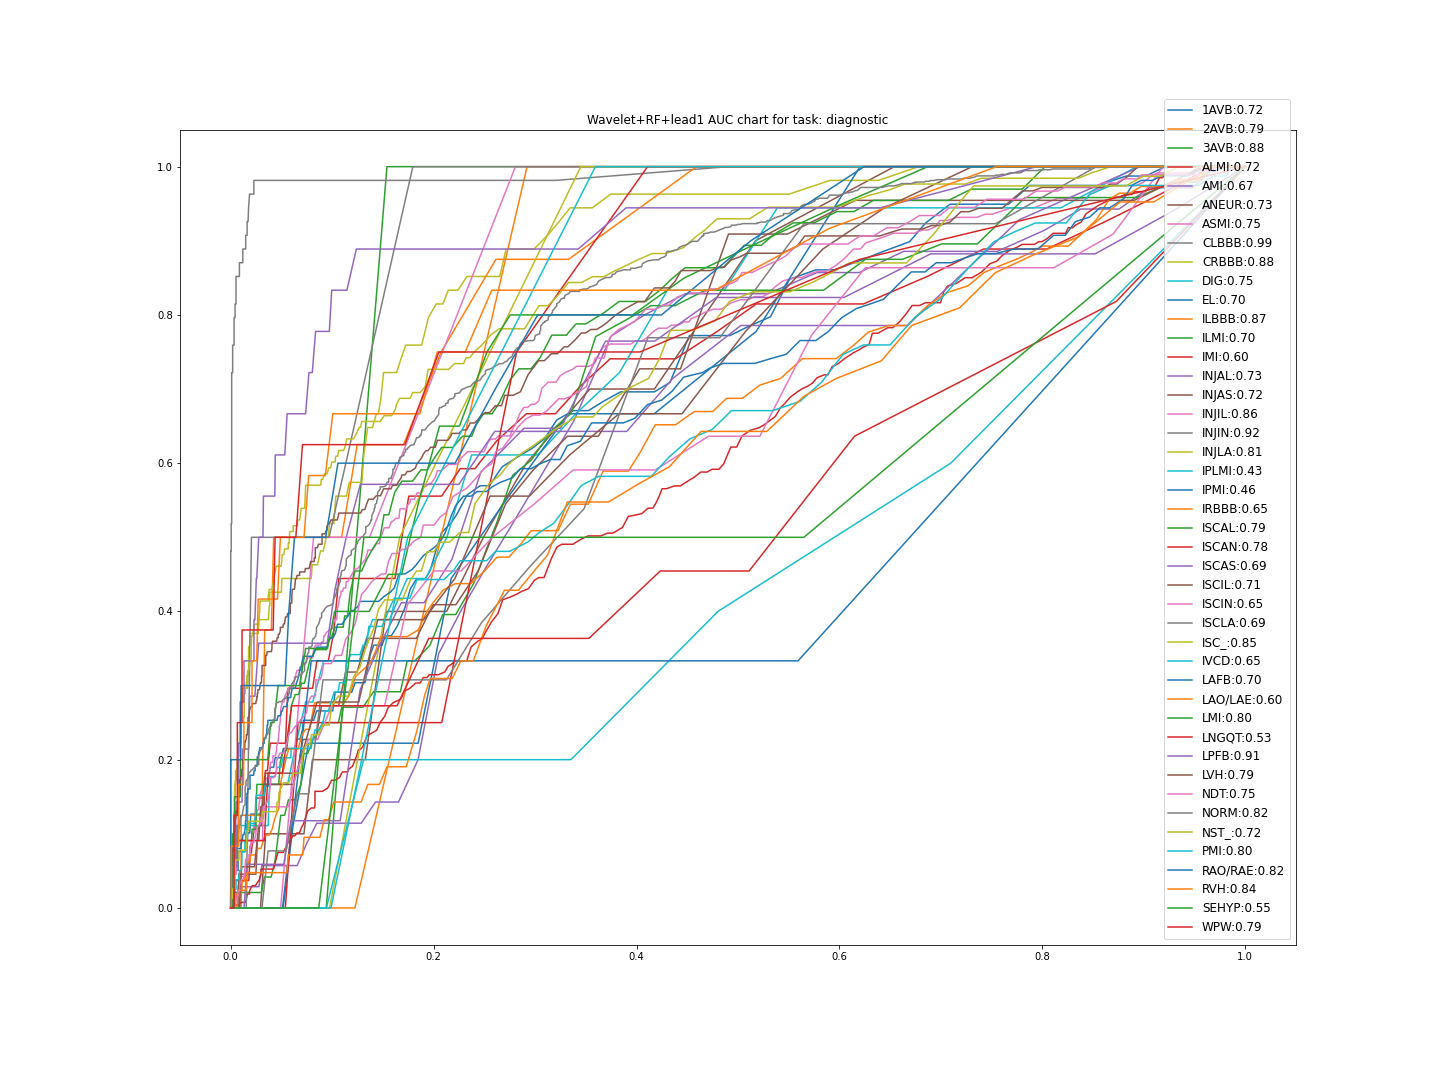 Wavelet+RF+lead1 AUC chart for task: diagnostic
1.0
0.8
0.6
0.4
0.2
0.0
0.0 0.2 0.4 0.6 0.8 1.0
1AVB:0.72
2AVB:0.79
3AVB:0.88
ALMI:0.72
AMI:0.67
ANEUR:0.73
ASMI:0.75
CLBBB:0.99
CRBBB:0.88
DIG:0.75
EL:0.70
ILBBB:0.87
ILMI:0.70
IMI:0.60
INJAL:0.73
INJAS:0.72
INJIL:0.86
INJIN:0.92
INJLA:0.81
IPLMI:0.43
IPMI:0.46
IRBBB:0.65
ISCAL:0.79
ISCAN:0.78
ISCAS:0.69
ISCIL:0.71
ISCIN:0.65
ISCLA:0.69
ISC_:0.85
IVCD:0.65
LAFB:0.70
LAO/LAE:0.60
LMI:0.80
LNGQT:0.53
LPFB:0.91
LVH:0.79
NDT:0.75
NORM:0.82
NST_:0.72
PMI:0.80
RAO/RAE:0.82
RVH:0.84
SEHYP:0.55
WPW:0.79